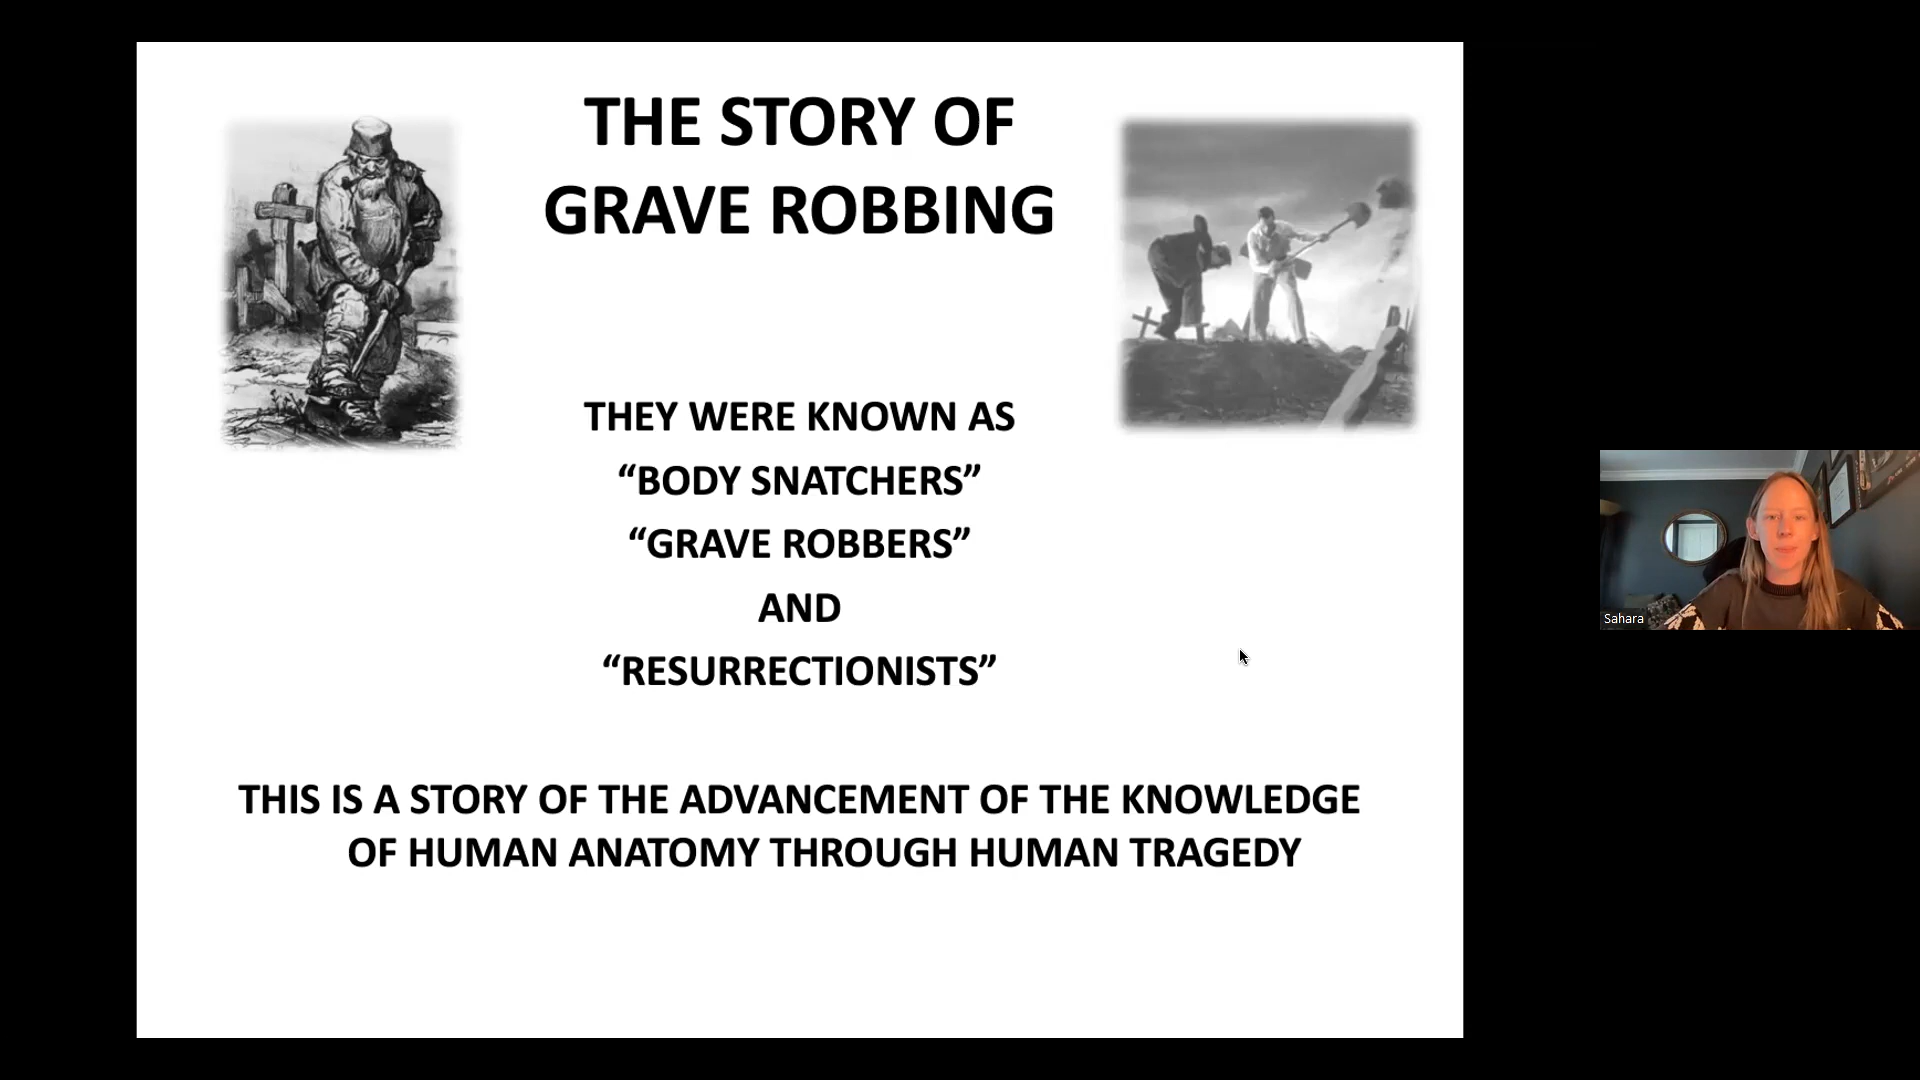 THE STORY OF
GRAVE ROBBING
THEY WERE KNOWN AS
“BODY SNATCHERS”
“GRAVE ROBBERS”
AND
“RESURRECTIONISTS”
THIS IS A STORY OF THE ADVANCEMENT OF THE KNOWLEDGE
OF HUMAN ANATOMY THROUGH HUMAN TRAGEDY
Sahara